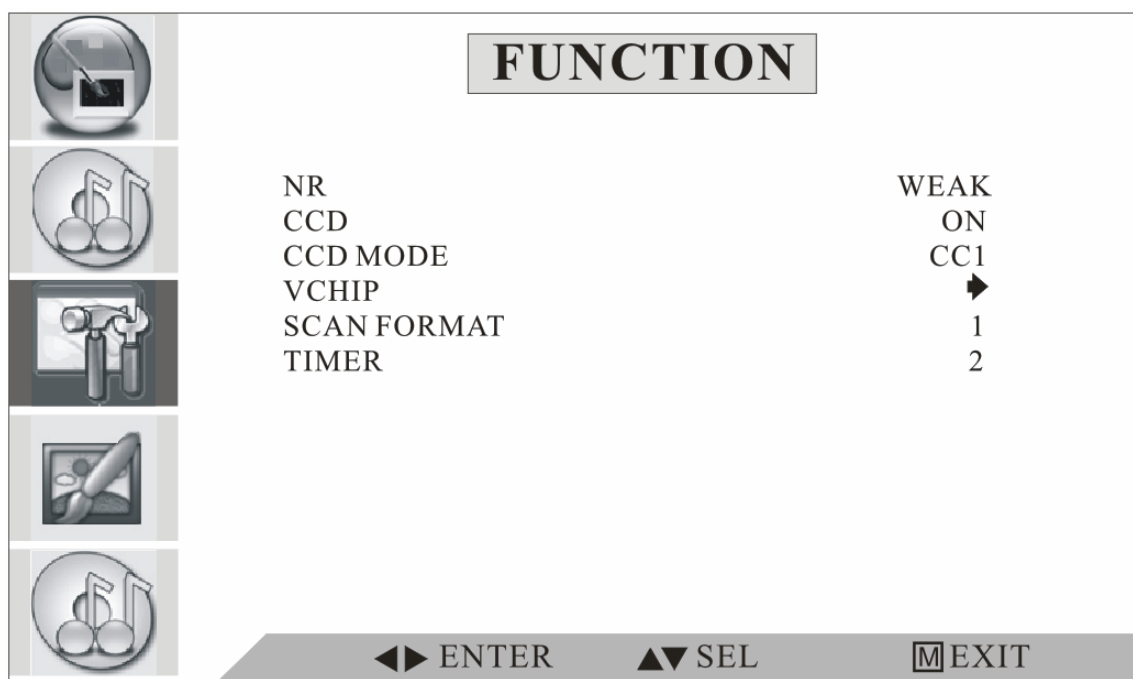 FUNCTION
NR WEAK
CCD ON
CCD MODE CC1
VCHIP
SCAN FORMAT 1
TIMER 2
ENTER SEL M EXIT